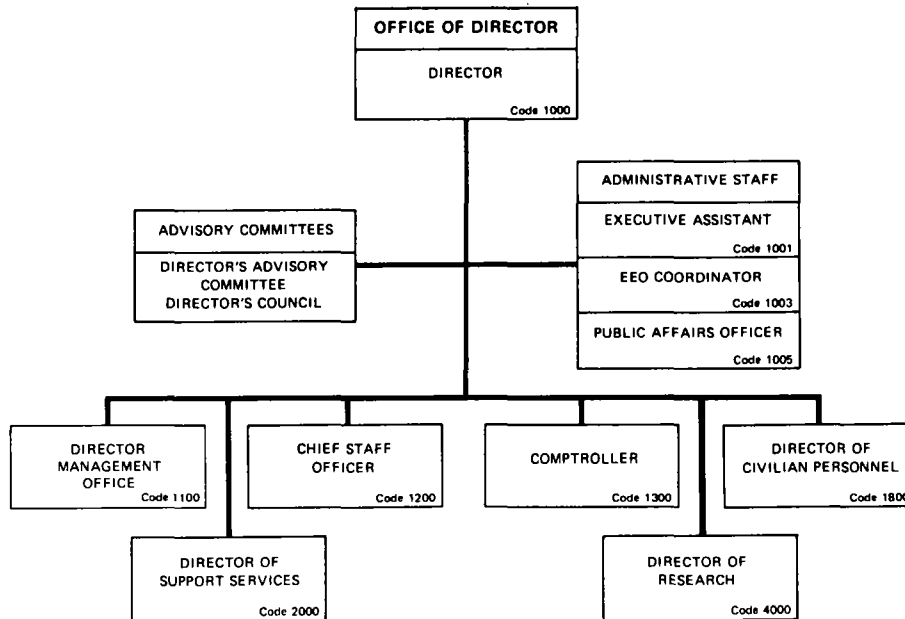 OFFICE OF DIRECTOR
DIRECTOR
Code 1000
ADVISORY COMMITTEES
DIRECTOR'S ADVISORY
COMMITTEE
DIRECTOR'S COUNCIL
ADMINISTRATIVE STAFF
EXECUTIVE ASSISTANT
Code 1001
EEO COORDINATOR
Code 1003
PUBLIC AFFAIRS OFFICER
Code 1005
DIRECTOR
MANAGEMENT
OFFICE
Code 1100
CHIEF STAFF
OFFICER
Code 1200
COMPTROLLER
Code 1300
DIRECTOR OF
CIVILIAN PERSONNEL
Code 1800
DIRECTOR OF
SUPPORT SERVICES
Code 2000
DIRECTOR OF
RESEARCH
Code 4000